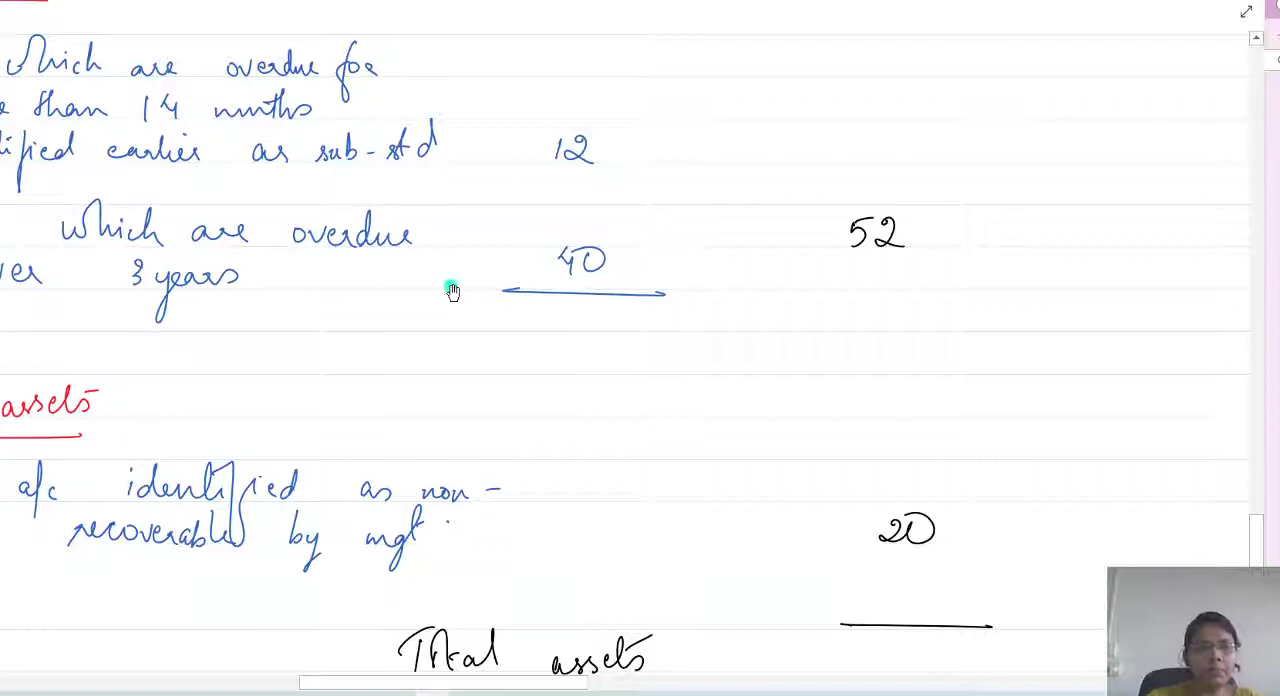 Which are overdue for
than 14 months
ified earlier as sub-std 12
which are overdue 52
ver 3 years 40
assets
a/c identified as non-
recoverable by mgt 20
Total assets